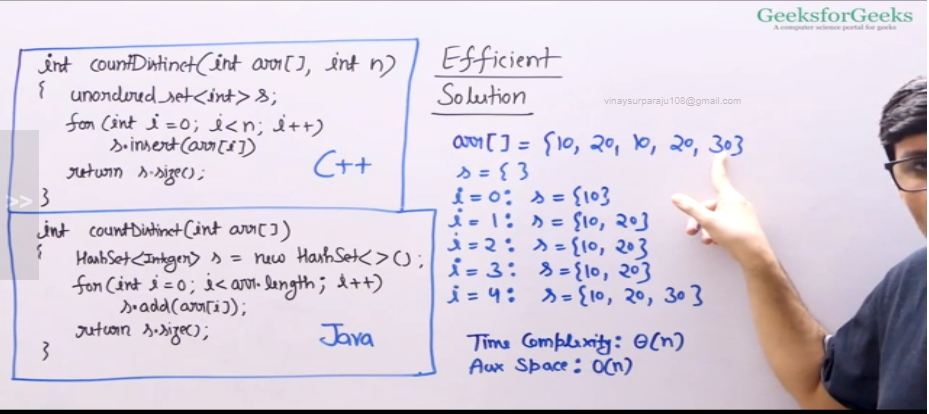 GeeksforGeeks
A computer science portal for geeks
int countDistinct(int arr[], int n)
{
unordered_set<int> s;
for (int i=0; i<n; i++)
s.insert(arr[i])
return s.size();
}
C++
int countDistinct(int arr[])
{
HashSet<Integer> s = new HashSet<>();
for(int i=0; i<arr.length; i++)
s.add(arr[i]);
return s.size();
}
Java
>>
Efficient
Solution
vinaysurparaju108@gmail.com
arr[] = {10, 20, 10, 20, 30}
s = { }
i = 0: s = {10}
i = 1: s = {10, 20}
i = 2: s = {10, 20}
i = 3: s = {10, 20}
i = 4: s = {10, 20, 30}
Time Complexity: θ(n)
Aux Space: O(n)